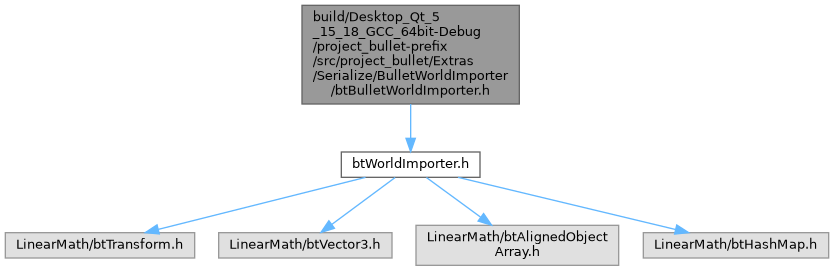 build/Desktop_Qt_5
_15_18_GCC_64bit-Debug
/project_bullet-prefix
/src/project_bullet/Extras
/Serialize/BulletWorldImporter
/btBulletWorldImporter.h
btWorldImporter.h
LinearMath/btTransform.h
LinearMath/btVector3.h
LinearMath/btAlignedObject
Array.h
LinearMath/btHashMap.h